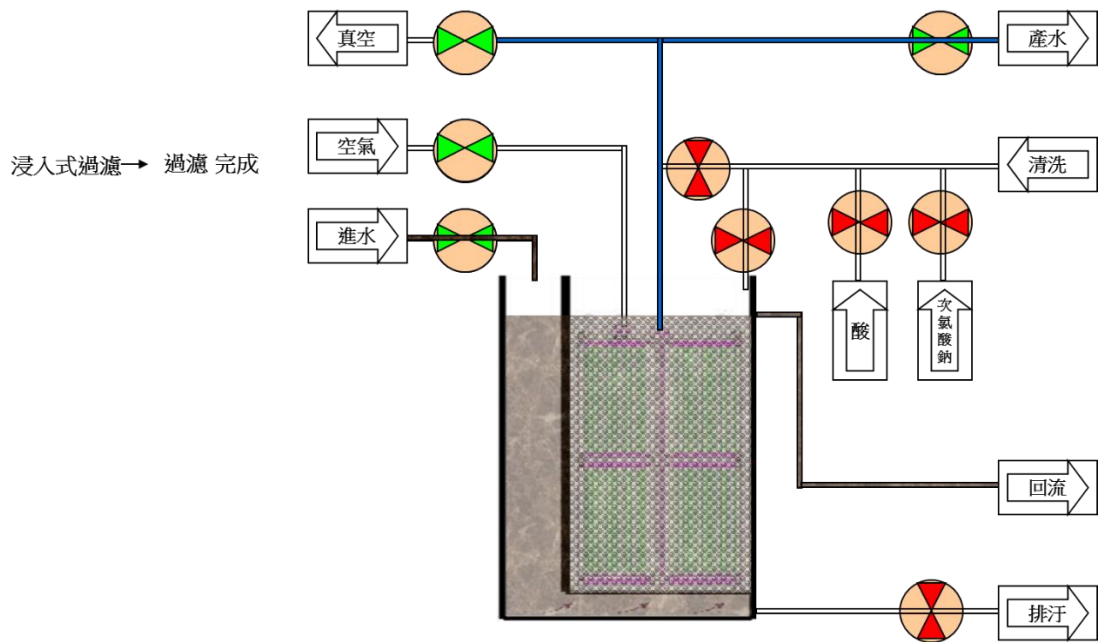 真空
產水
空氣
浸入式過濾→ 過濾 完成
清洗
進水
酸
次氨酸鈉
回流
排汙